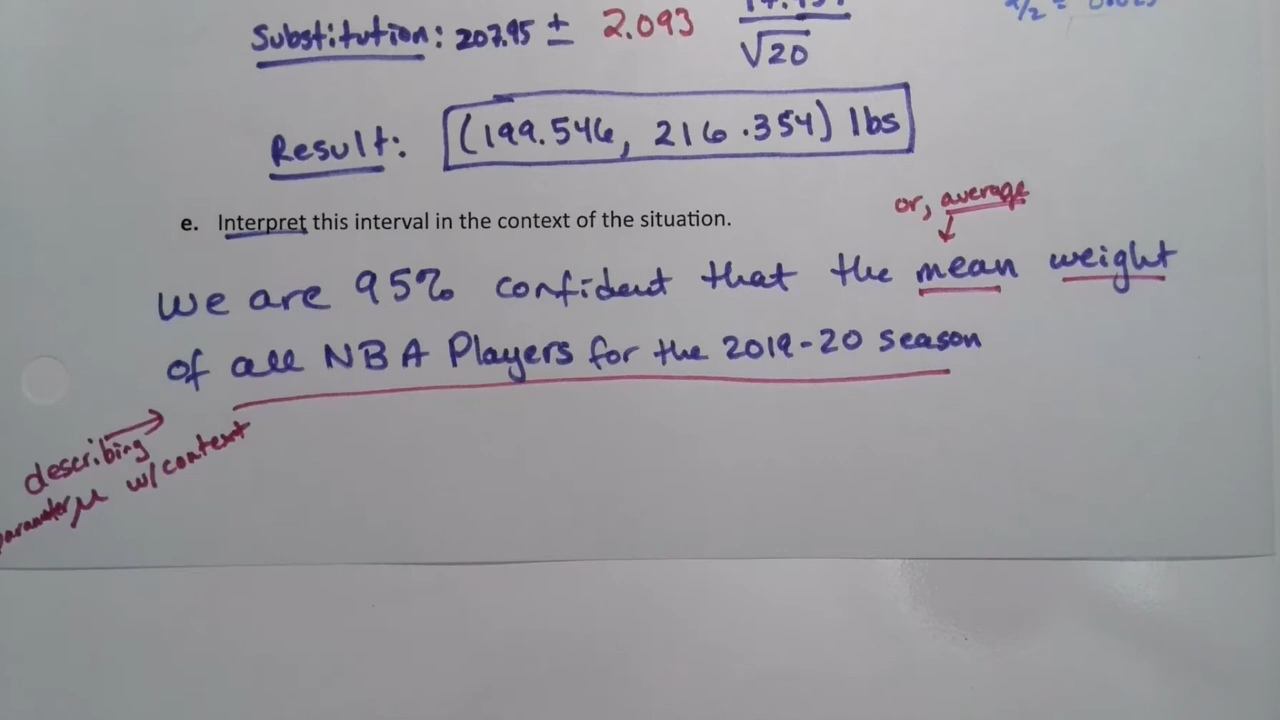 Substitution: 207.95 ± 2.093
√20
Result: (199.546, 216.354) lbs
or, average
e. Interpret this interval in the context of the situation.
We are 95% confident that the mean weight
of all NBA Players for the 2019-20 season
describing
parameter μ w/ context